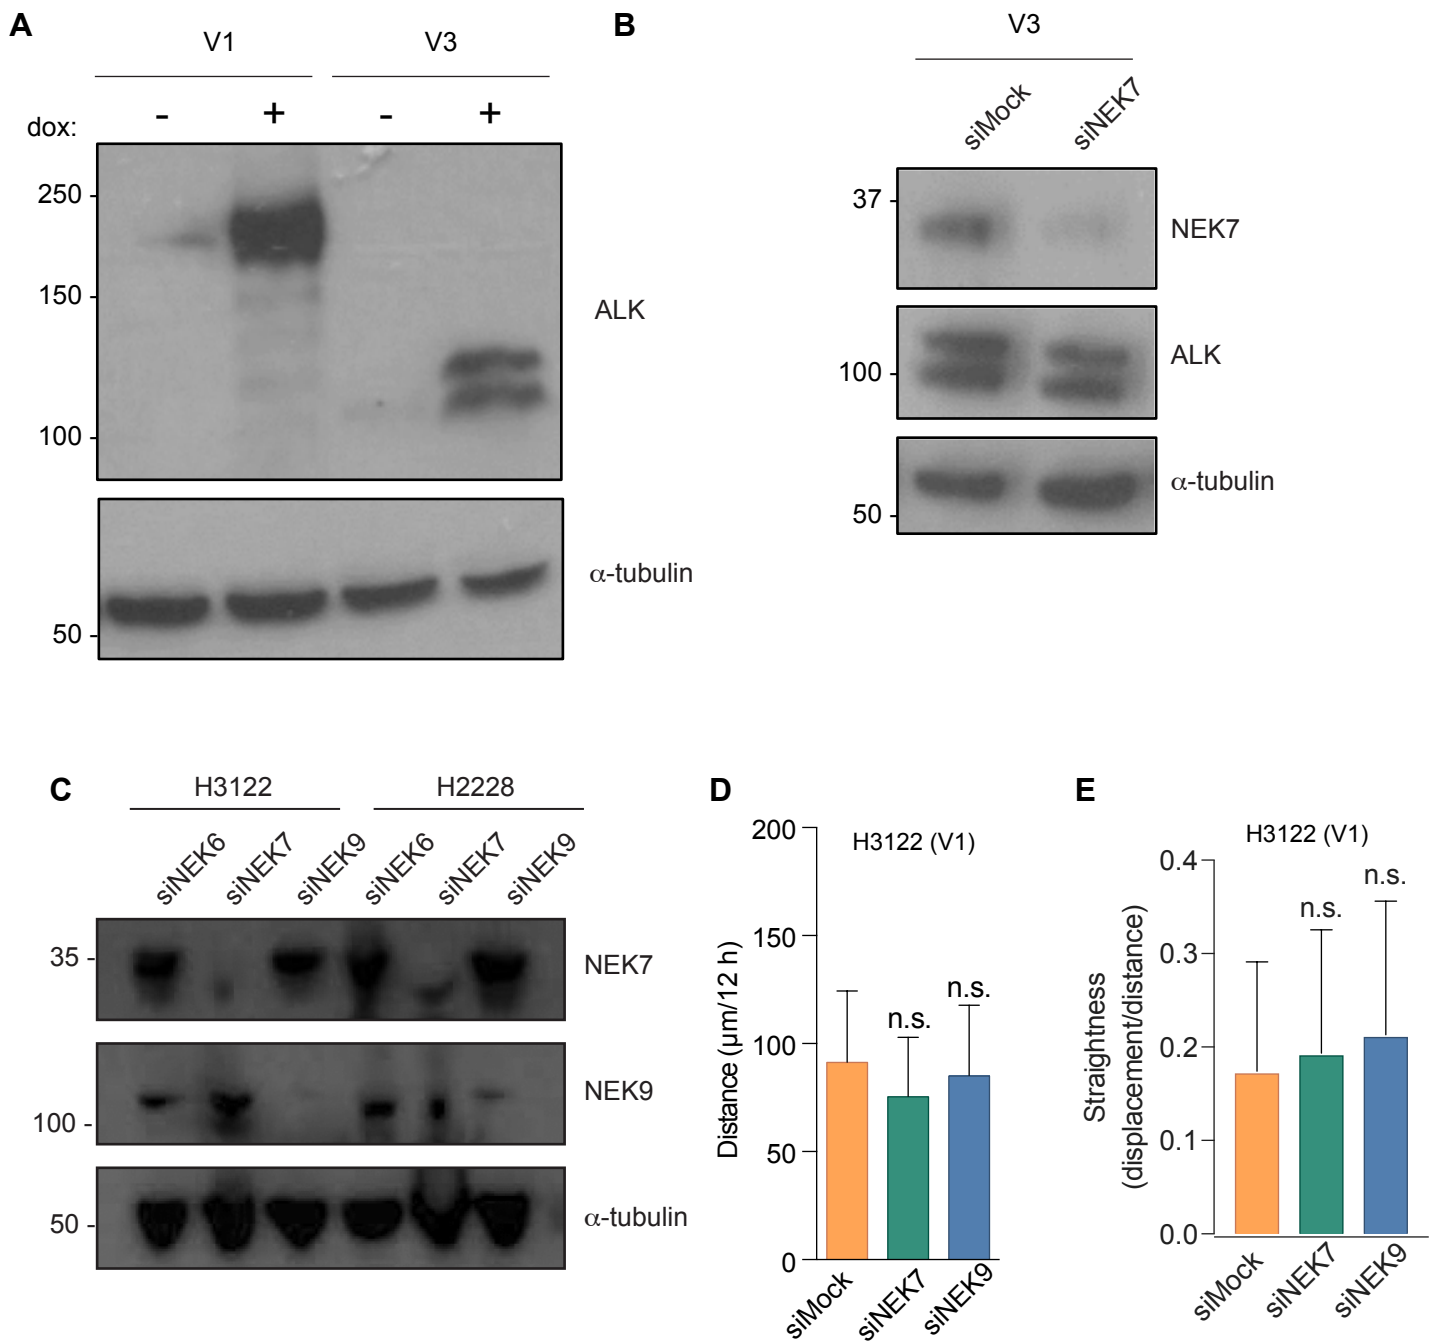 A
V1
V3
dox:
-
+
-
+
250
150
100
ALK
50
α-tubulin
B
V3
siMock
siNEK7
37
NEK7
100
ALK
50
α-tubulin
C
H3122
H2228
siNEK6
siNEK7
siNEK9
siNEK6
siNEK7
siNEK9
35
NEK7
100
NEK9
50
α-tubulin
D
H3122 (V1)
Distance (µm/12 h)
200
150
100
50
0
n.s.
n.s.
siMock
siNEK7
siNEK9
E
H3122 (V1)
Straightness
(displacement/distance)
0.4
0.3
0.2
0.1
0.0
n.s.
n.s.
siMock
siNEK7
siNEK9